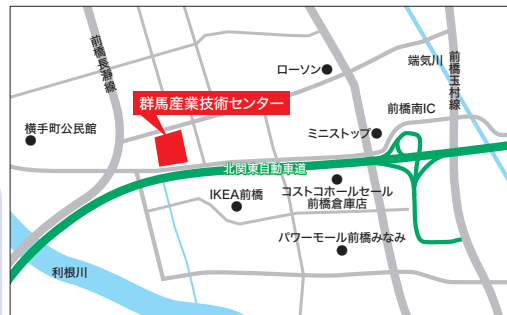 前橋長瀞線
ローソン
端気川
前橋玉村線
群馬産業技術センター
前橋南IC
横手町公民館
ミニストップ
北関東自動車道
IKEA前橋
コストコホールセール
前橋倉庫店
パワーモール前橋みなみ
利根川